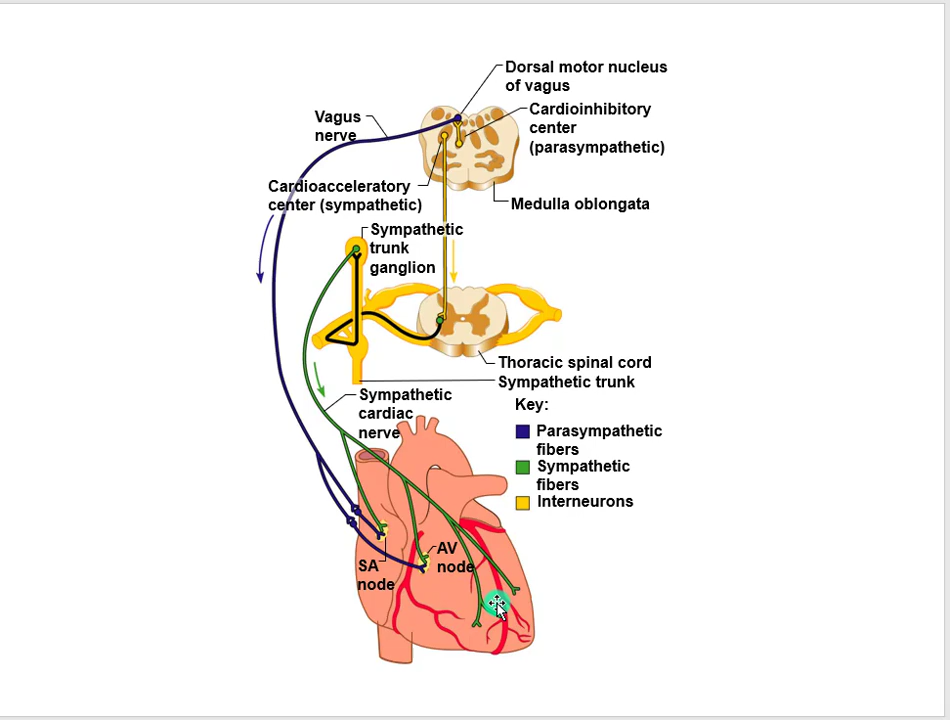 Dorsal motor nucleus
of vagus
Cardioinhibitory
center
(parasympathetic)
Vagus
nerve
Cardioacceleratory
center (sympathetic)
Medulla oblongata
Sympathetic
trunk
ganglion
Thoracic spinal cord
Sympathetic trunk
Sympathetic
cardiac
nerve
Key:
Parasympathetic
fibers
Sympathetic
fibers
Interneurons
AV
node
SA
node